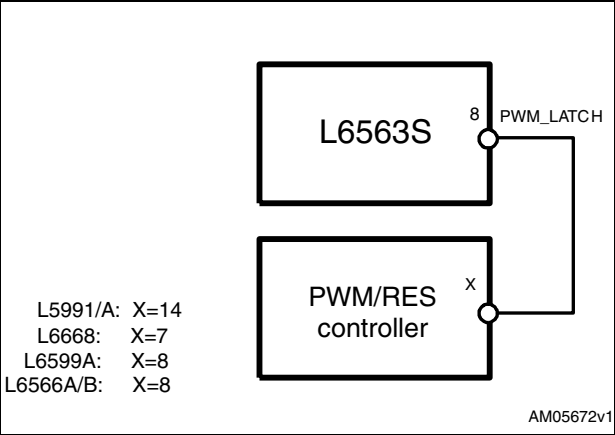 L6563S
8
PWM_LATCH
PWM/RES
controller
X
L5991/A: X=14
L6668: X=7
L6599A: X=8
L6566A/B: X=8
AM05672v1